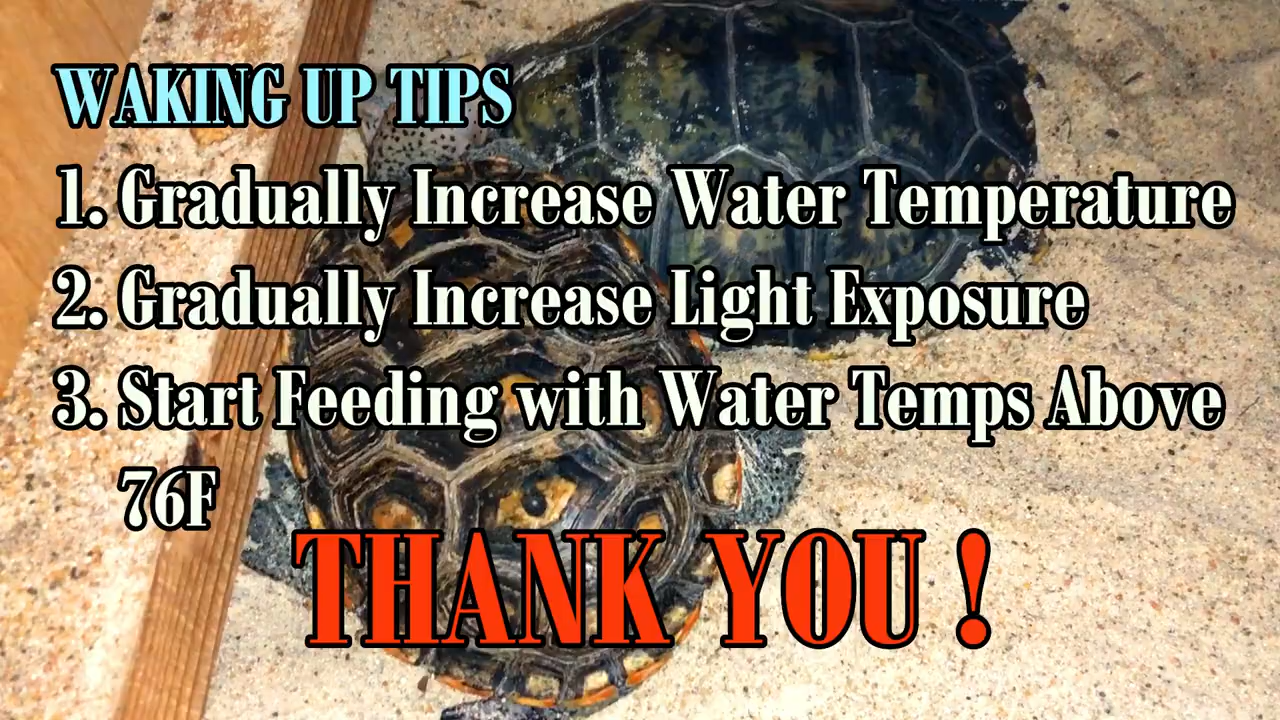 WAKING UP TIPS
1. Gradually Increase Water Temperature
2. Gradually Increase Light Exposure
3. Start Feeding with Water Temps Above
76F
THANK YOU !